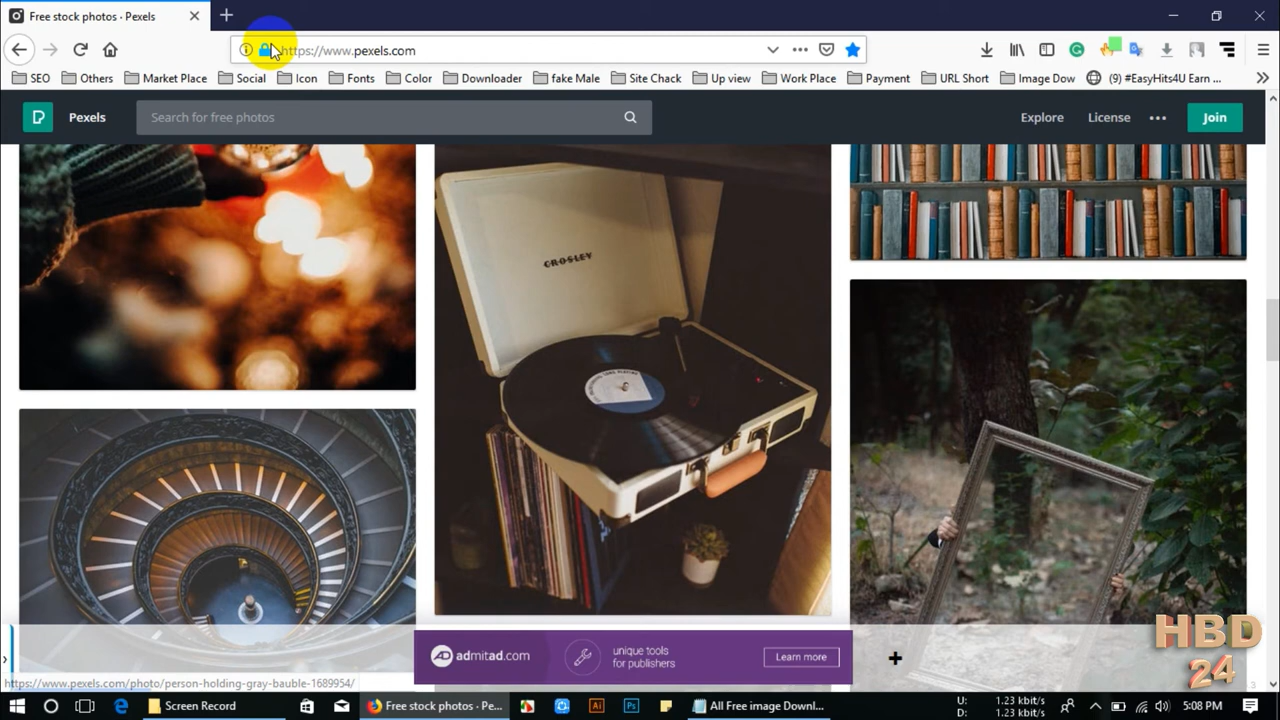 Free stock photos · Pexels
https://www.pexels.com
SEO
Others
Market Place
Social
Icon
Fonts
Color
Downloader
fake Male
Site Chack
Up view
Work Place
Payment
URL Short
Image Dow
(9) #EasyHits4U Earn ...
Pexels
Search for free photos
Explore
License
Join
CROSLEY
admitad.com
unique tools
for publishers
Learn more
HBD
24
https://www.pexels.com/photo/person-holding-gray-bauble-1689954/
Screen Record
Free stock photos - Pe...
All Free image Downl...
U: 1.23 kbit/s
D: 1.23 kbit/s
5:08 PM